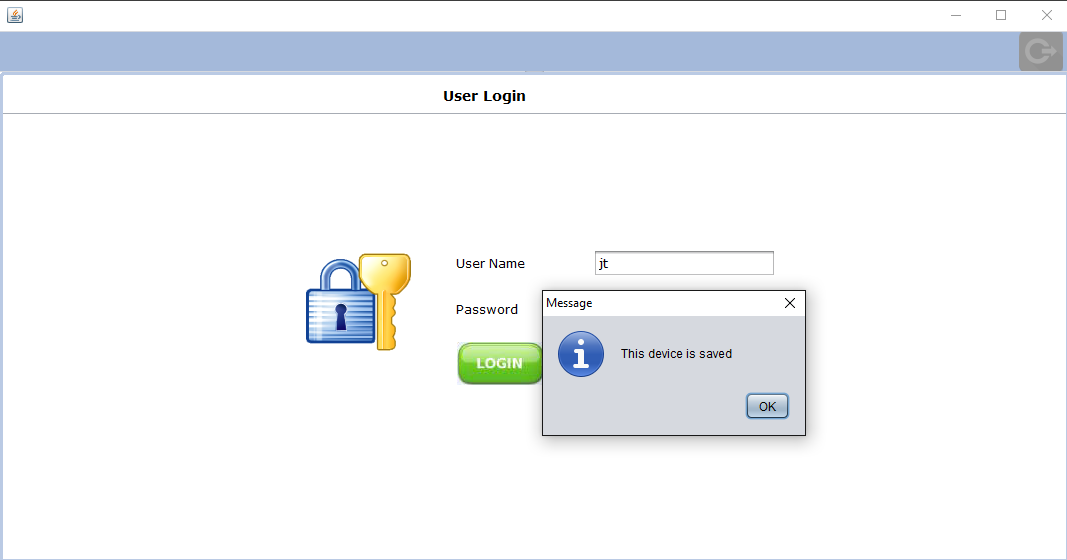 User Login
User Name
jt
Password
LOGIN
Message
This device is saved
OK